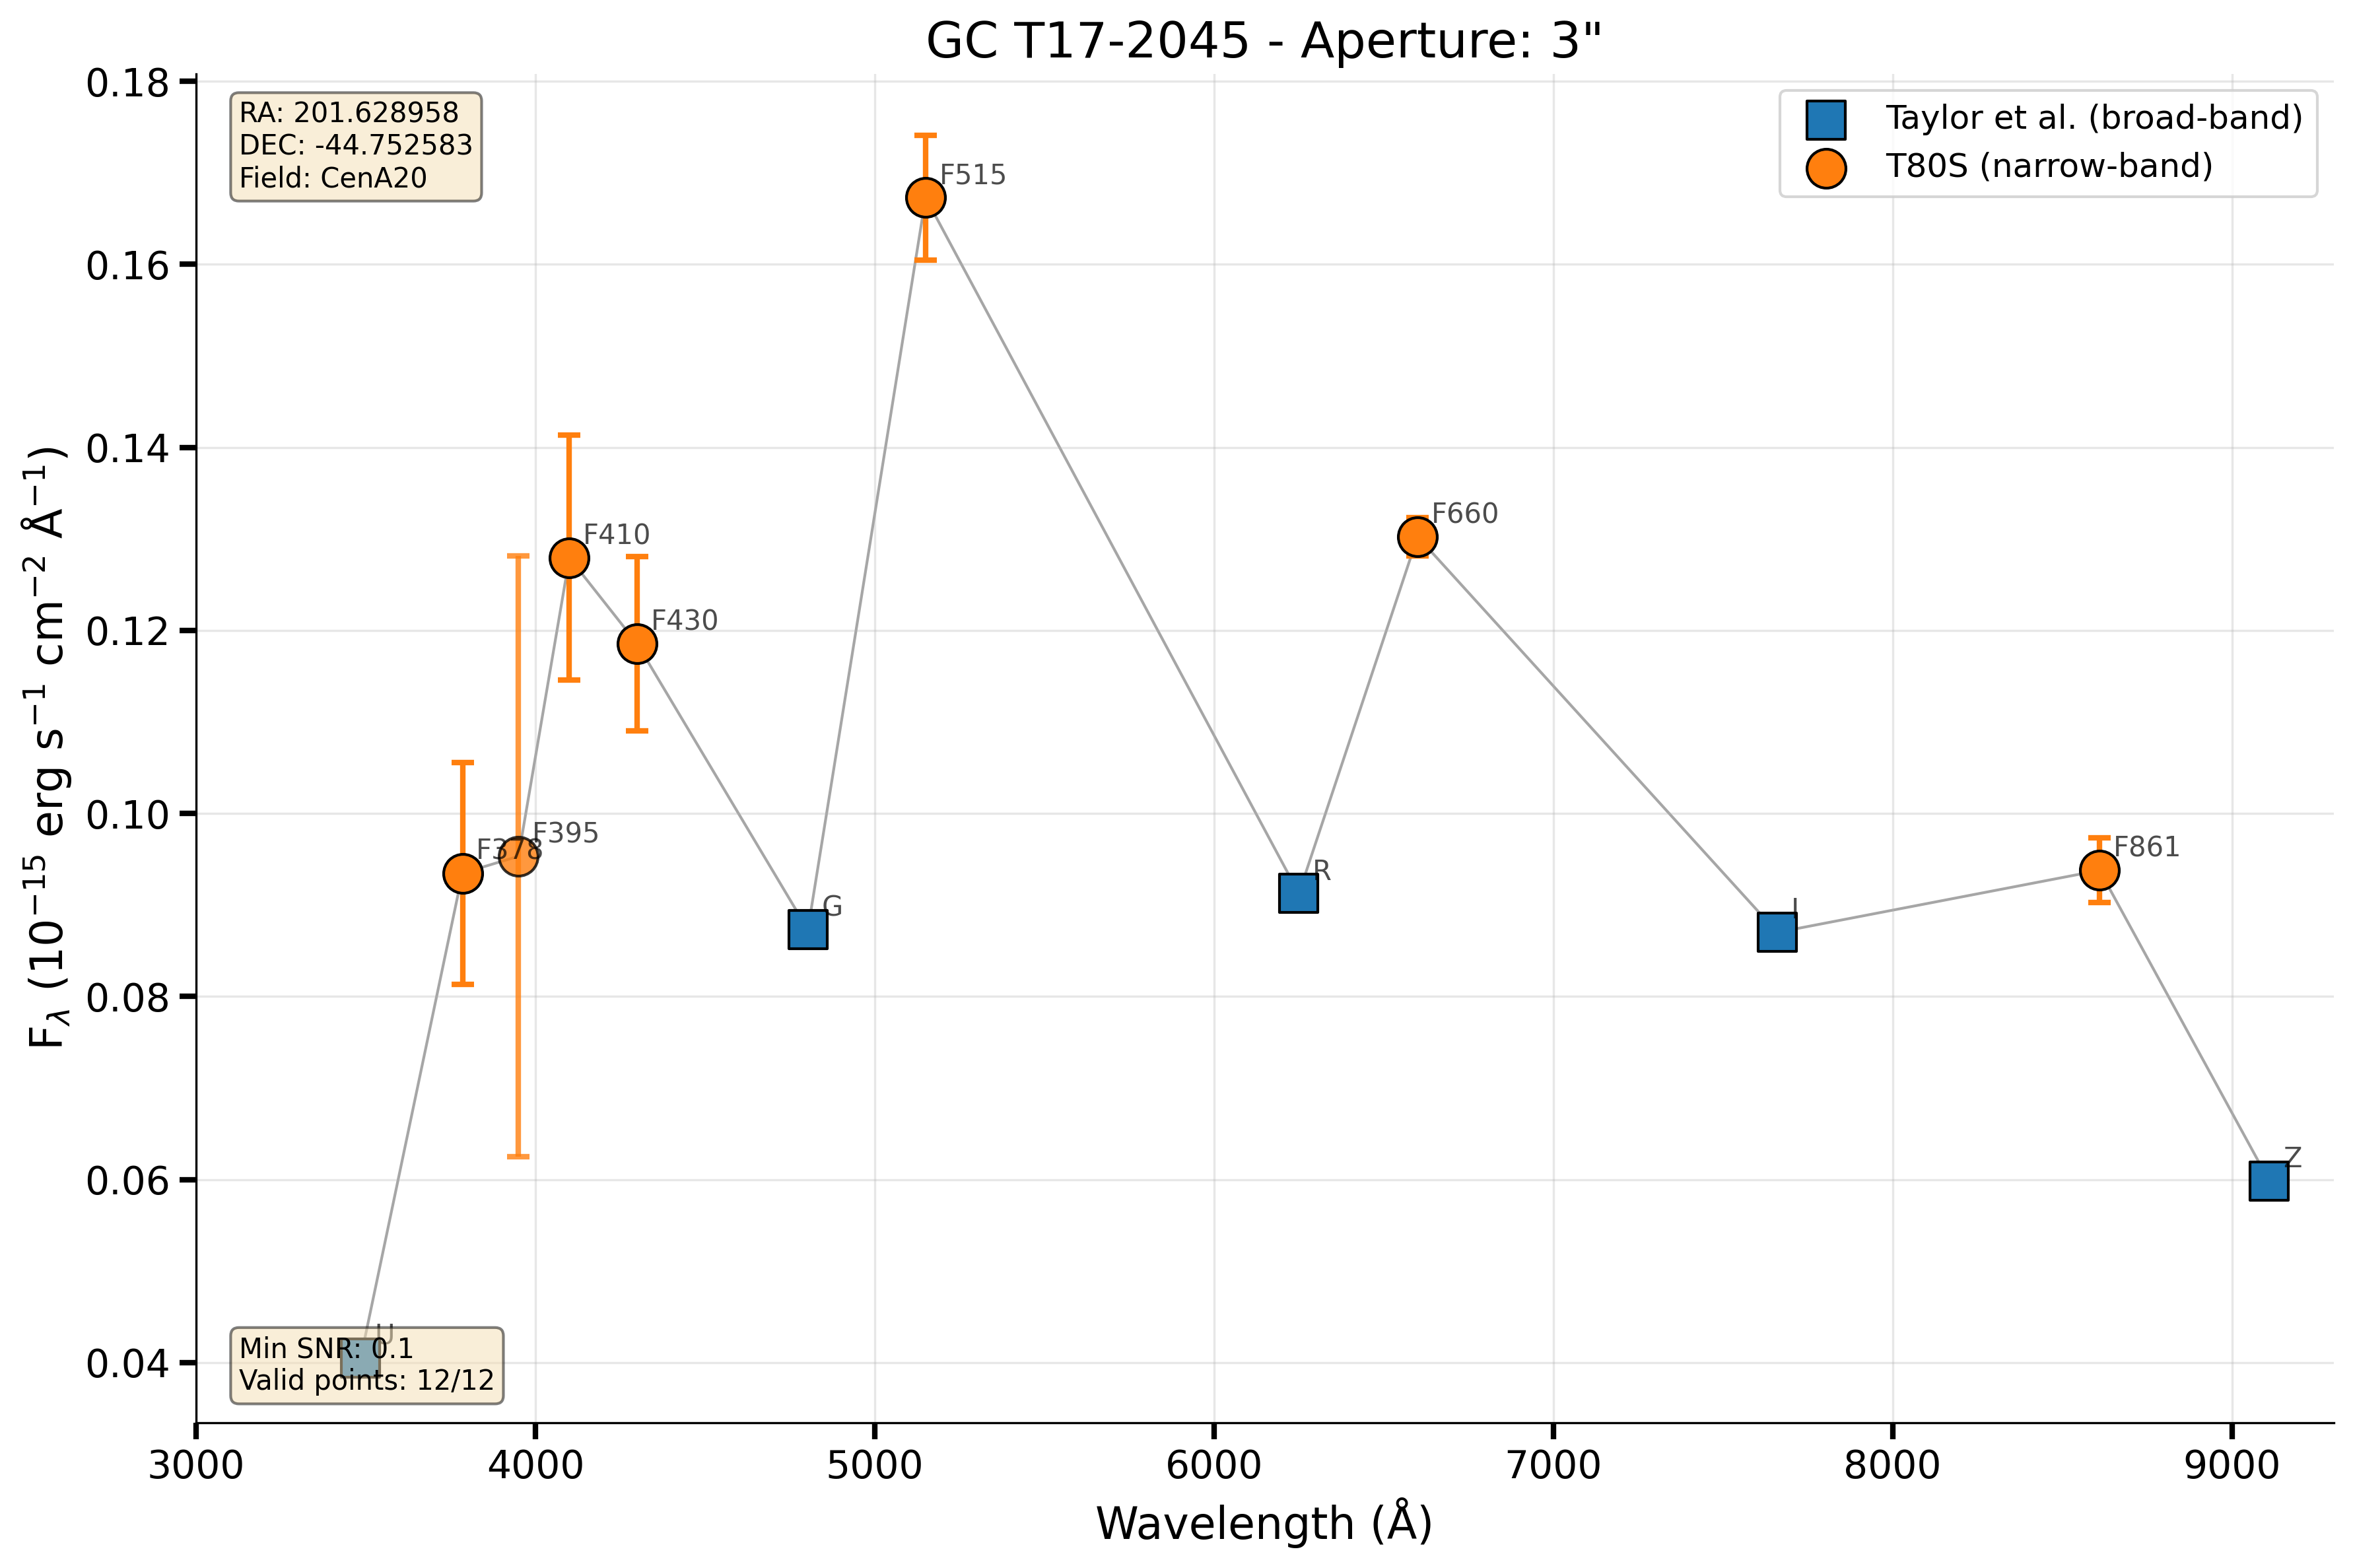 GC T17-2045 - Aperture: 3"
RA: 201.628958
DEC: -44.752583
Field: CenA20
Taylor et al. (broad-band)
T80S (narrow-band)
F_λ (10⁻¹⁵ erg s⁻¹ cm⁻² Å⁻¹)
0.18
0.16
0.14
0.12
0.10
0.08
0.06
0.04
U
F378
F395
F410
F430
G
F515
R
F660
I
F861
Z
Min SNR: 0.1
Valid points: 12/12
3000
4000
5000
6000
7000
8000
9000
Wavelength (Å)